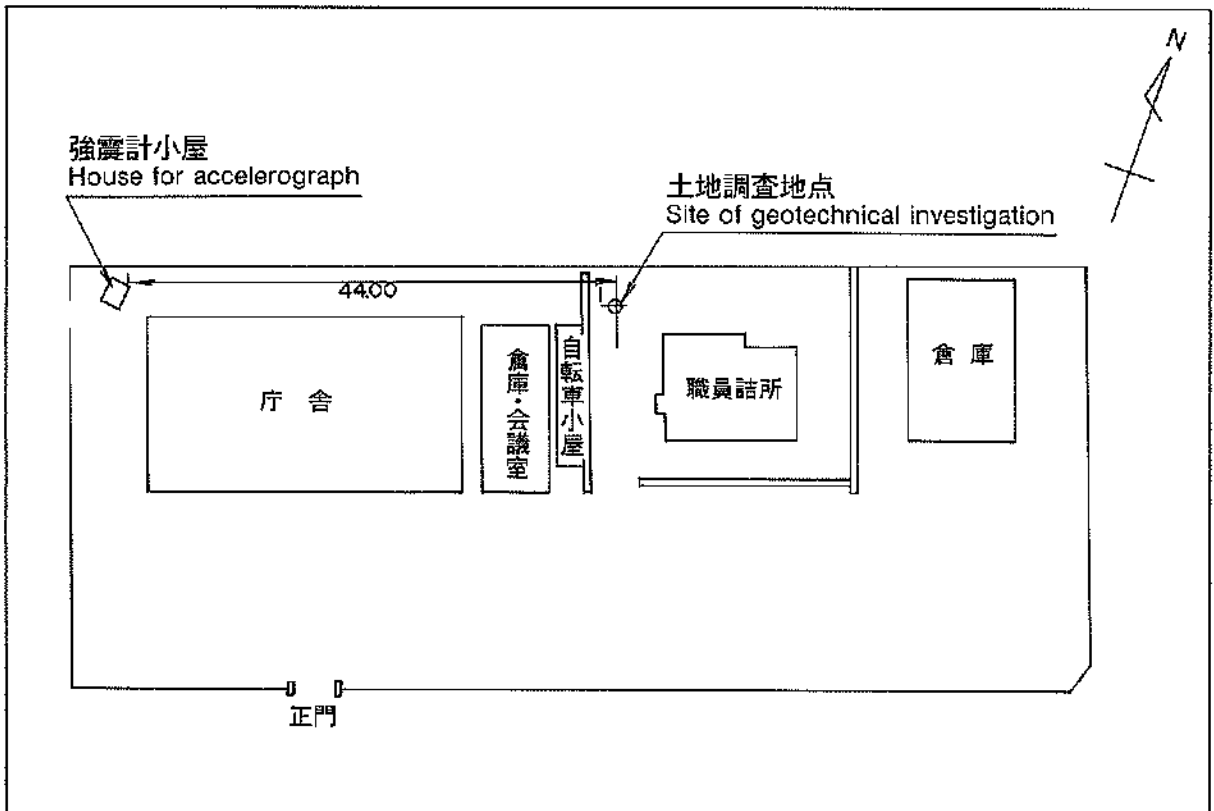 N
強震計小屋
House for accelerograph
土地調査地点
Site of geotechnical investigation
44.00
庁舎
倉庫・会議室
自転車小屋
職員詰所
倉庫
正門